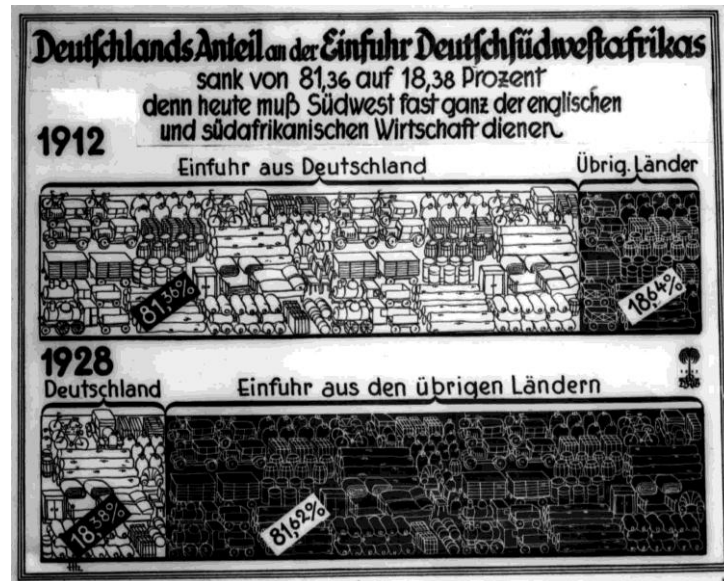 Deutschlands Anteil an der Einfuhr Deutschsüdwestafrikas
sank von 81,36 auf 18,38 Prozent
denn heute muß Südwest fast ganz der englischen
und südafrikanischen Wirtschaft dienen
1912
Einfuhr aus Deutschland
Übrig. Länder
81,36%
18,64%
1928
Deutschland
Einfuhr aus den übrigen Ländern
18,38%
81,62%